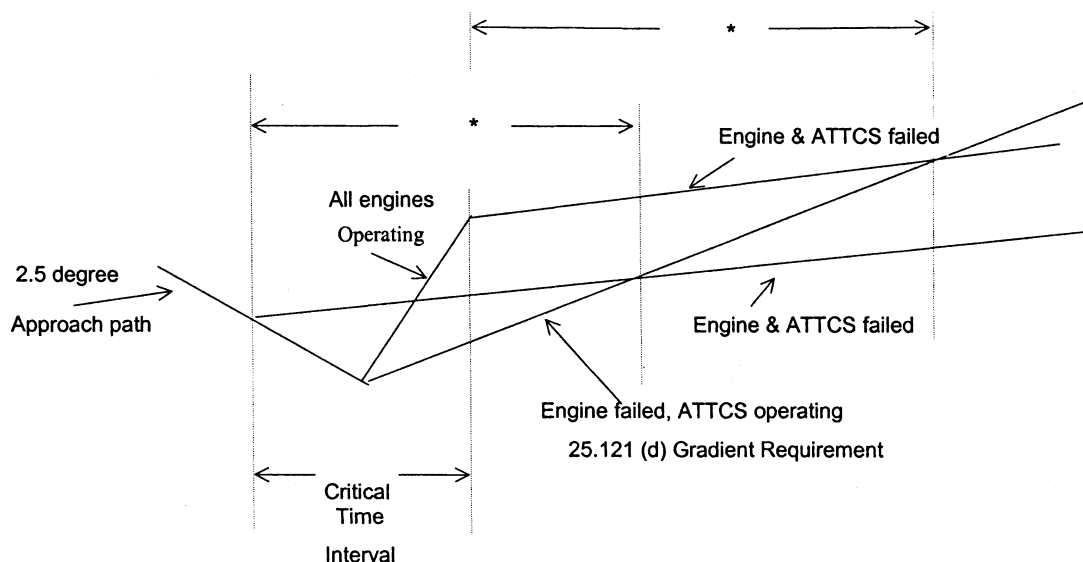 *
*
Engine & ATTCS failed
All engines
Operating
2.5 degree
Approach path
Engine & ATTCS failed
Engine failed, ATTCS operating
25.121 (d) Gradient Requirement
Critical
Time
Interval